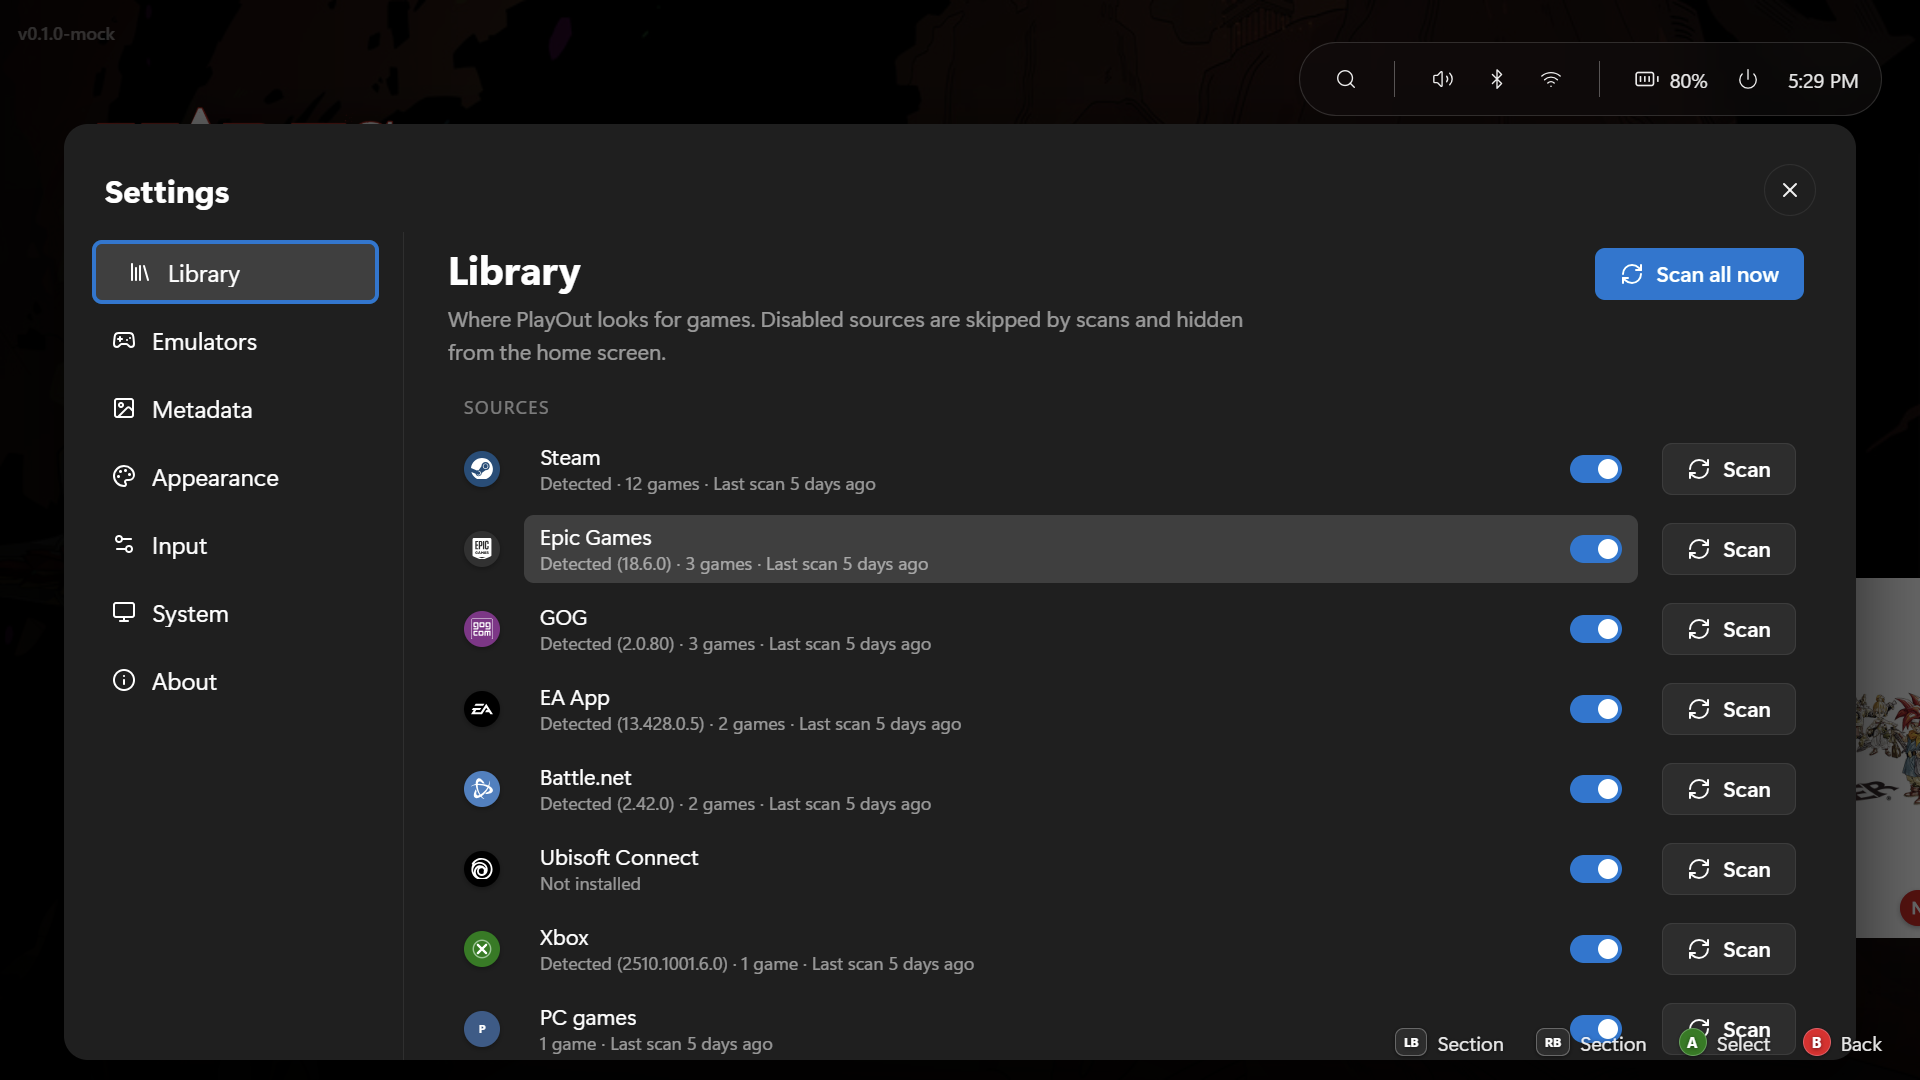 v0.1.0-mock
80%
5:29 PM
Settings
Library
Emulators
Metadata
Appearance
Input
System
About
Library
Scan all now
Where PlayOut looks for games. Disabled sources are skipped by scans and hidden
from the home screen.
SOURCES
Steam
Detected · 12 games · Last scan 5 days ago
Scan
EPIC
GAMES
Epic Games
Detected (18.6.0) · 3 games · Last scan 5 days ago
Scan
gog
com
GOG
Detected (2.0.80) · 3 games · Last scan 5 days ago
Scan
EA
EA App
Detected (13.428.0.5) · 2 games · Last scan 5 days ago
Scan
Battle.net
Detected (2.42.0) · 2 games · Last scan 5 days ago
Scan
Ubisoft Connect
Not installed
Scan
Xbox
Detected (2510.1001.6.0) · 1 game · Last scan 5 days ago
Scan
P
PC games
1 game · Last scan 5 days ago
Scan
LB Section RB Section A Select B Back